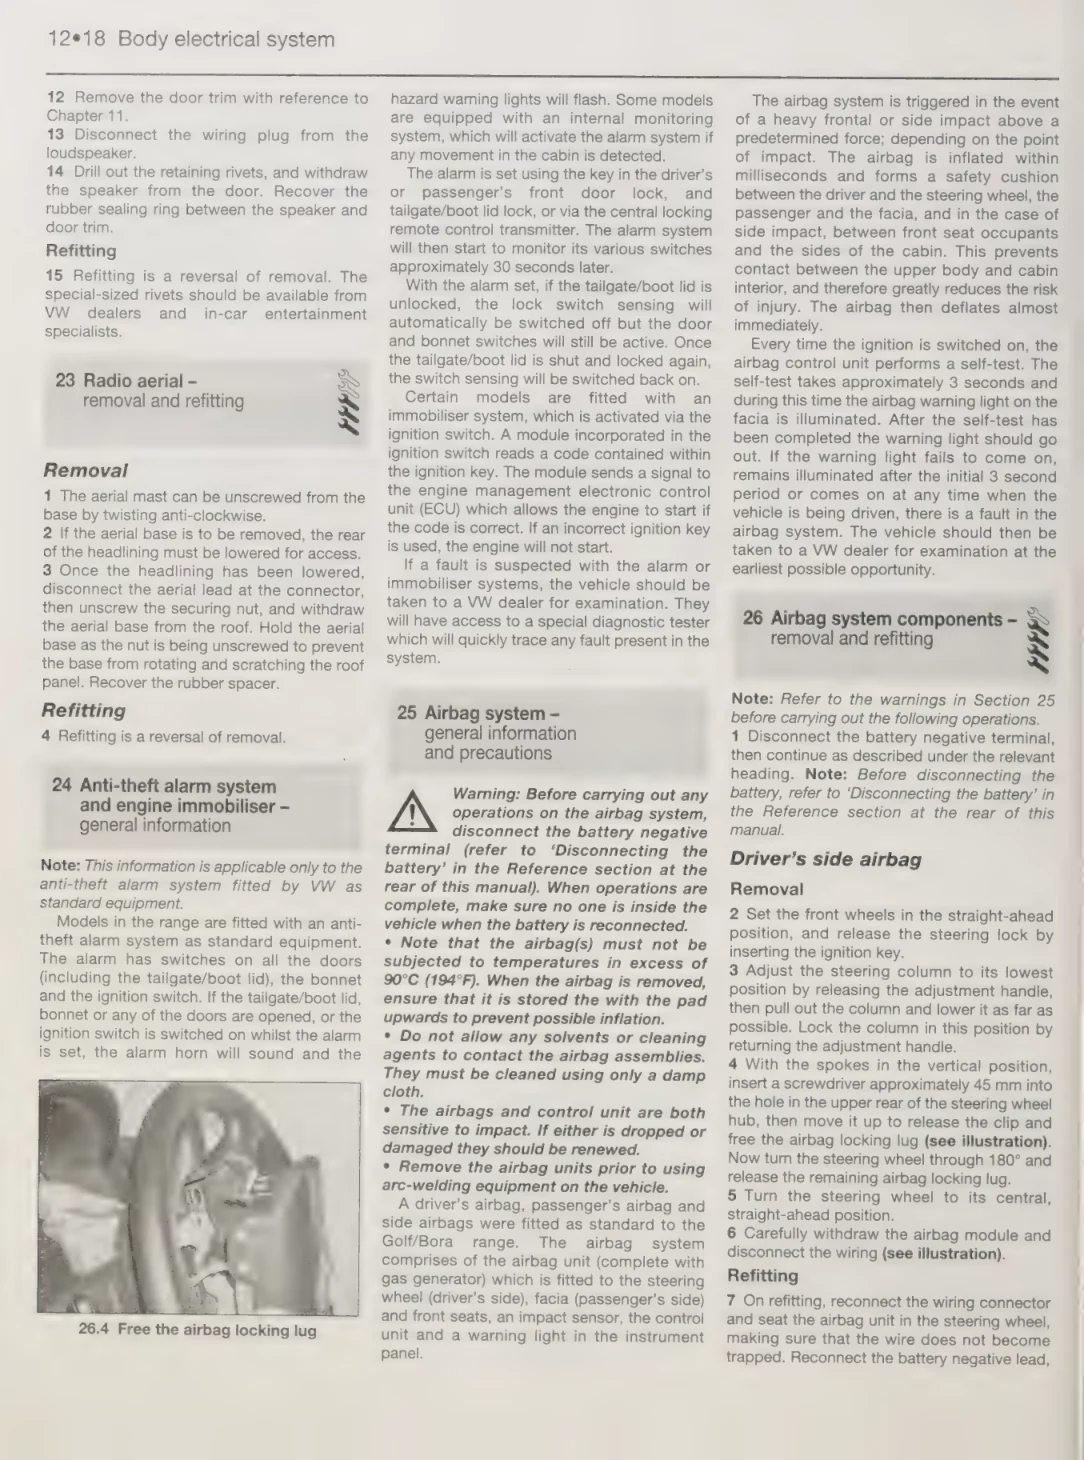 12•18 Body electrical system
12 Remove the door trim with reference to
Chapter 11.
13 Disconnect the wiring plug from the
loudspeaker.
14 Drill out the retaining rivets, and withdraw
the speaker from the door. Recover the
rubber sealing ring between the speaker and
door trim.
Refitting
15 Refitting is a reversal of removal. The
special-sized rivets should be available from
VW dealers and in-car entertainment
specialists.
23 Radio aerial -
removal and refitting
Removal
1 The aerial mast can be unscrewed from the
base by twisting anti-clockwise.
2 If the aerial base is to be removed, the rear
of the headlining must be lowered for access.
3 Once the headlining has been lowered,
disconnect the aerial lead at the connector,
then unscrew the securing nut, and withdraw
the aerial base from the roof. Hold the aerial
base as the nut is being unscrewed to prevent
the base from rotating and scratching the roof
panel. Recover the rubber spacer.
Refitting
4 Refitting is a reversal of removal.
24 Anti-theft alarm system
and engine immobiliser -
general information
Note: This information is applicable only to the
anti-theft alarm system fitted by VW as
standard equipment.
Models in the range are fitted with an anti-
theft alarm system as standard equipment.
The alarm has switches on all the doors
(including the tailgate/boot lid), the bonnet
and the ignition switch. If the tailgate/boot lid,
bonnet or any of the doors are opened, or the
ignition switch is switched on whilst the alarm
is set, the alarm horn will sound and the
26.4 Free the airbag locking lug
hazard warning lights will flash. Some models
are equipped with an internal monitoring
system, which will activate the alarm system if
any movement in the cabin is detected.
The alarm is set using the key in the driver's
or passenger's front door lock, and
tailgate/boot lid lock, or via the central locking
remote control transmitter. The alarm system
will then start to monitor its various switches
approximately 30 seconds later.
With the alarm set, if the tailgate/boot lid is
unlocked, the lock switch sensing will
automatically be switched off but the door
and bonnet switches will still be active. Once
the tailgate/boot lid is shut and locked again,
the switch sensing will be switched back on.
Certain models are fitted with an
immobiliser system, which is activated via the
ignition switch. A module incorporated in the
ignition switch reads a code contained within
the ignition key. The module sends a signal to
the engine management electronic control
unit (ECU) which allows the engine to start if
the code is correct. If an incorrect ignition key
is used, the engine will not start.
If a fault is suspected with the alarm or
immobiliser systems, the vehicle should be
taken to a VW dealer for examination. They
will have access to a special diagnostic tester
which will quickly trace any fault present in the
system.
25 Airbag system -
general information
and precautions
Warning: Before carrying out any
operations on the airbag system,
disconnect the battery negative
terminal (refer to 'Disconnecting the
battery' in the Reference section at the
rear of this manual). When operations are
complete, make sure no one is inside the
vehicle when the battery is reconnected.
• Note that the airbag(s) must not be
subjected to temperatures in excess of
90°C (194°F). When the airbag is removed,
ensure that it is stored the with the pad
upwards to prevent possible inflation.
• Do not allow any solvents or cleaning
agents to contact the airbag assemblies.
They must be cleaned using only a damp
cloth.
• The airbags and control unit are both
sensitive to impact. If either is dropped or
damaged they should be renewed.
• Remove the airbag units prior to using
arc-welding equipment on the vehicle.
A driver's airbag, passenger's airbag and
side airbags were fitted as standard to the
Golf/Bora range. The airbag system
comprises of the airbag unit (complete with
gas generator) which is fitted to the steering
wheel (driver's side), facia (passenger's side)
and front seats, an impact sensor, the control
unit and a warning light in the instrument
panel.
The airbag system is triggered in the event
of a heavy frontal or side impact above a
predetermined force; depending on the point
of impact. The airbag is inflated within
milliseconds and forms a safety cushion
between the driver and the steering wheel, the
passenger and the facia, and in the case of
side impact, between front seat occupants
and the sides of the cabin. This prevents
contact between the upper body and cabin
interior, and therefore greatly reduces the risk
of injury. The airbag then deflates almost
immediately.
Every time the ignition is switched on, the
airbag control unit performs a self-test. The
self-test takes approximately 3 seconds and
during this time the airbag warning light on the
facia is illuminated. After the self-test has
been completed the warning light should go
out. If the warning light fails to come on,
remains illuminated after the initial 3 second
period or comes on at any time when the
vehicle is being driven, there is a fault in the
airbag system. The vehicle should then be
taken to a VW dealer for examination at the
earliest possible opportunity.
26 Airbag system components -
removal and refitting
Note: Refer to the warnings in Section 25
before carrying out the following operations.
1 Disconnect the battery negative terminal,
then continue as described under the relevant
heading. Note: Before disconnecting the
battery, refer to 'Disconnecting the battery' in
the Reference section at the rear of this
manual.
Driver's side airbag
Removal
2 Set the front wheels in the straight-ahead
position, and release the steering lock by
inserting the ignition key.
3 Adjust the steering column to its lowest
position by releasing the adjustment handle,
then pull out the column and lower it as far as
possible. Lock the column in this position by
returning the adjustment handle.
4 With the spokes in the vertical position,
insert a screwdriver approximately 45 mm into
the hole in the upper rear of the steering wheel
hub, then move it up to release the clip and
free the airbag locking lug (see illustration).
Now turn the steering wheel through 180° and
release the remaining airbag locking lug.
5 Turn the steering wheel to its central,
straight-ahead position.
6 Carefully withdraw the airbag module and
disconnect the wiring (see illustration).
Refitting
7 On refitting, reconnect the wiring connector
and seat the airbag unit in the steering wheel,
making sure that the wire does not become
trapped. Reconnect the battery negative lead,